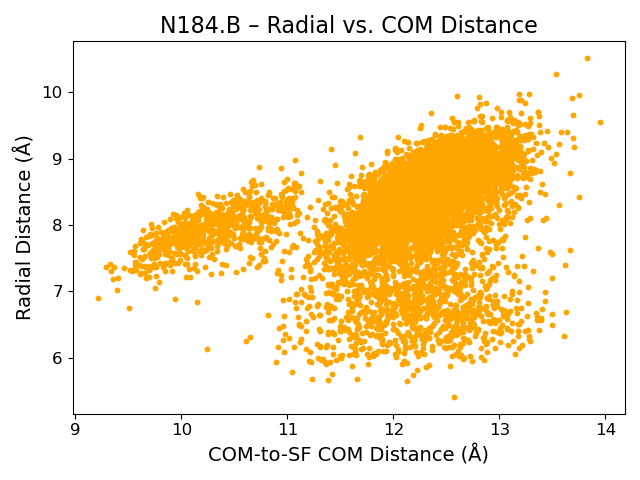 N184.B – Radial vs. COM Distance
Radial Distance (Å)
10
9
8
7
6
9 10 11 12 13 14
COM-to-SF COM Distance (Å)